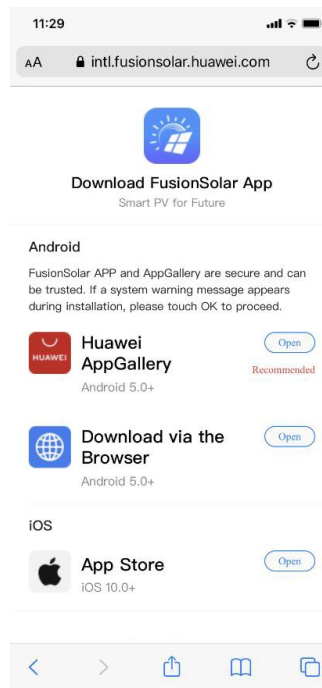 11:29
AA intl.fusionsolar.huawei.com
Download FusionSolar App
Smart PV for Future
Android
FusionSolar APP and AppGallery are secure and can
be trusted. If a system warning message appears
during installation, please touch OK to proceed.
HUAWEI
Huawei
AppGallery
Open
Recommended
Android 5.0+
Download via the
Browser
Open
Android 5.0+
iOS
App Store
Open
iOS 10.0+